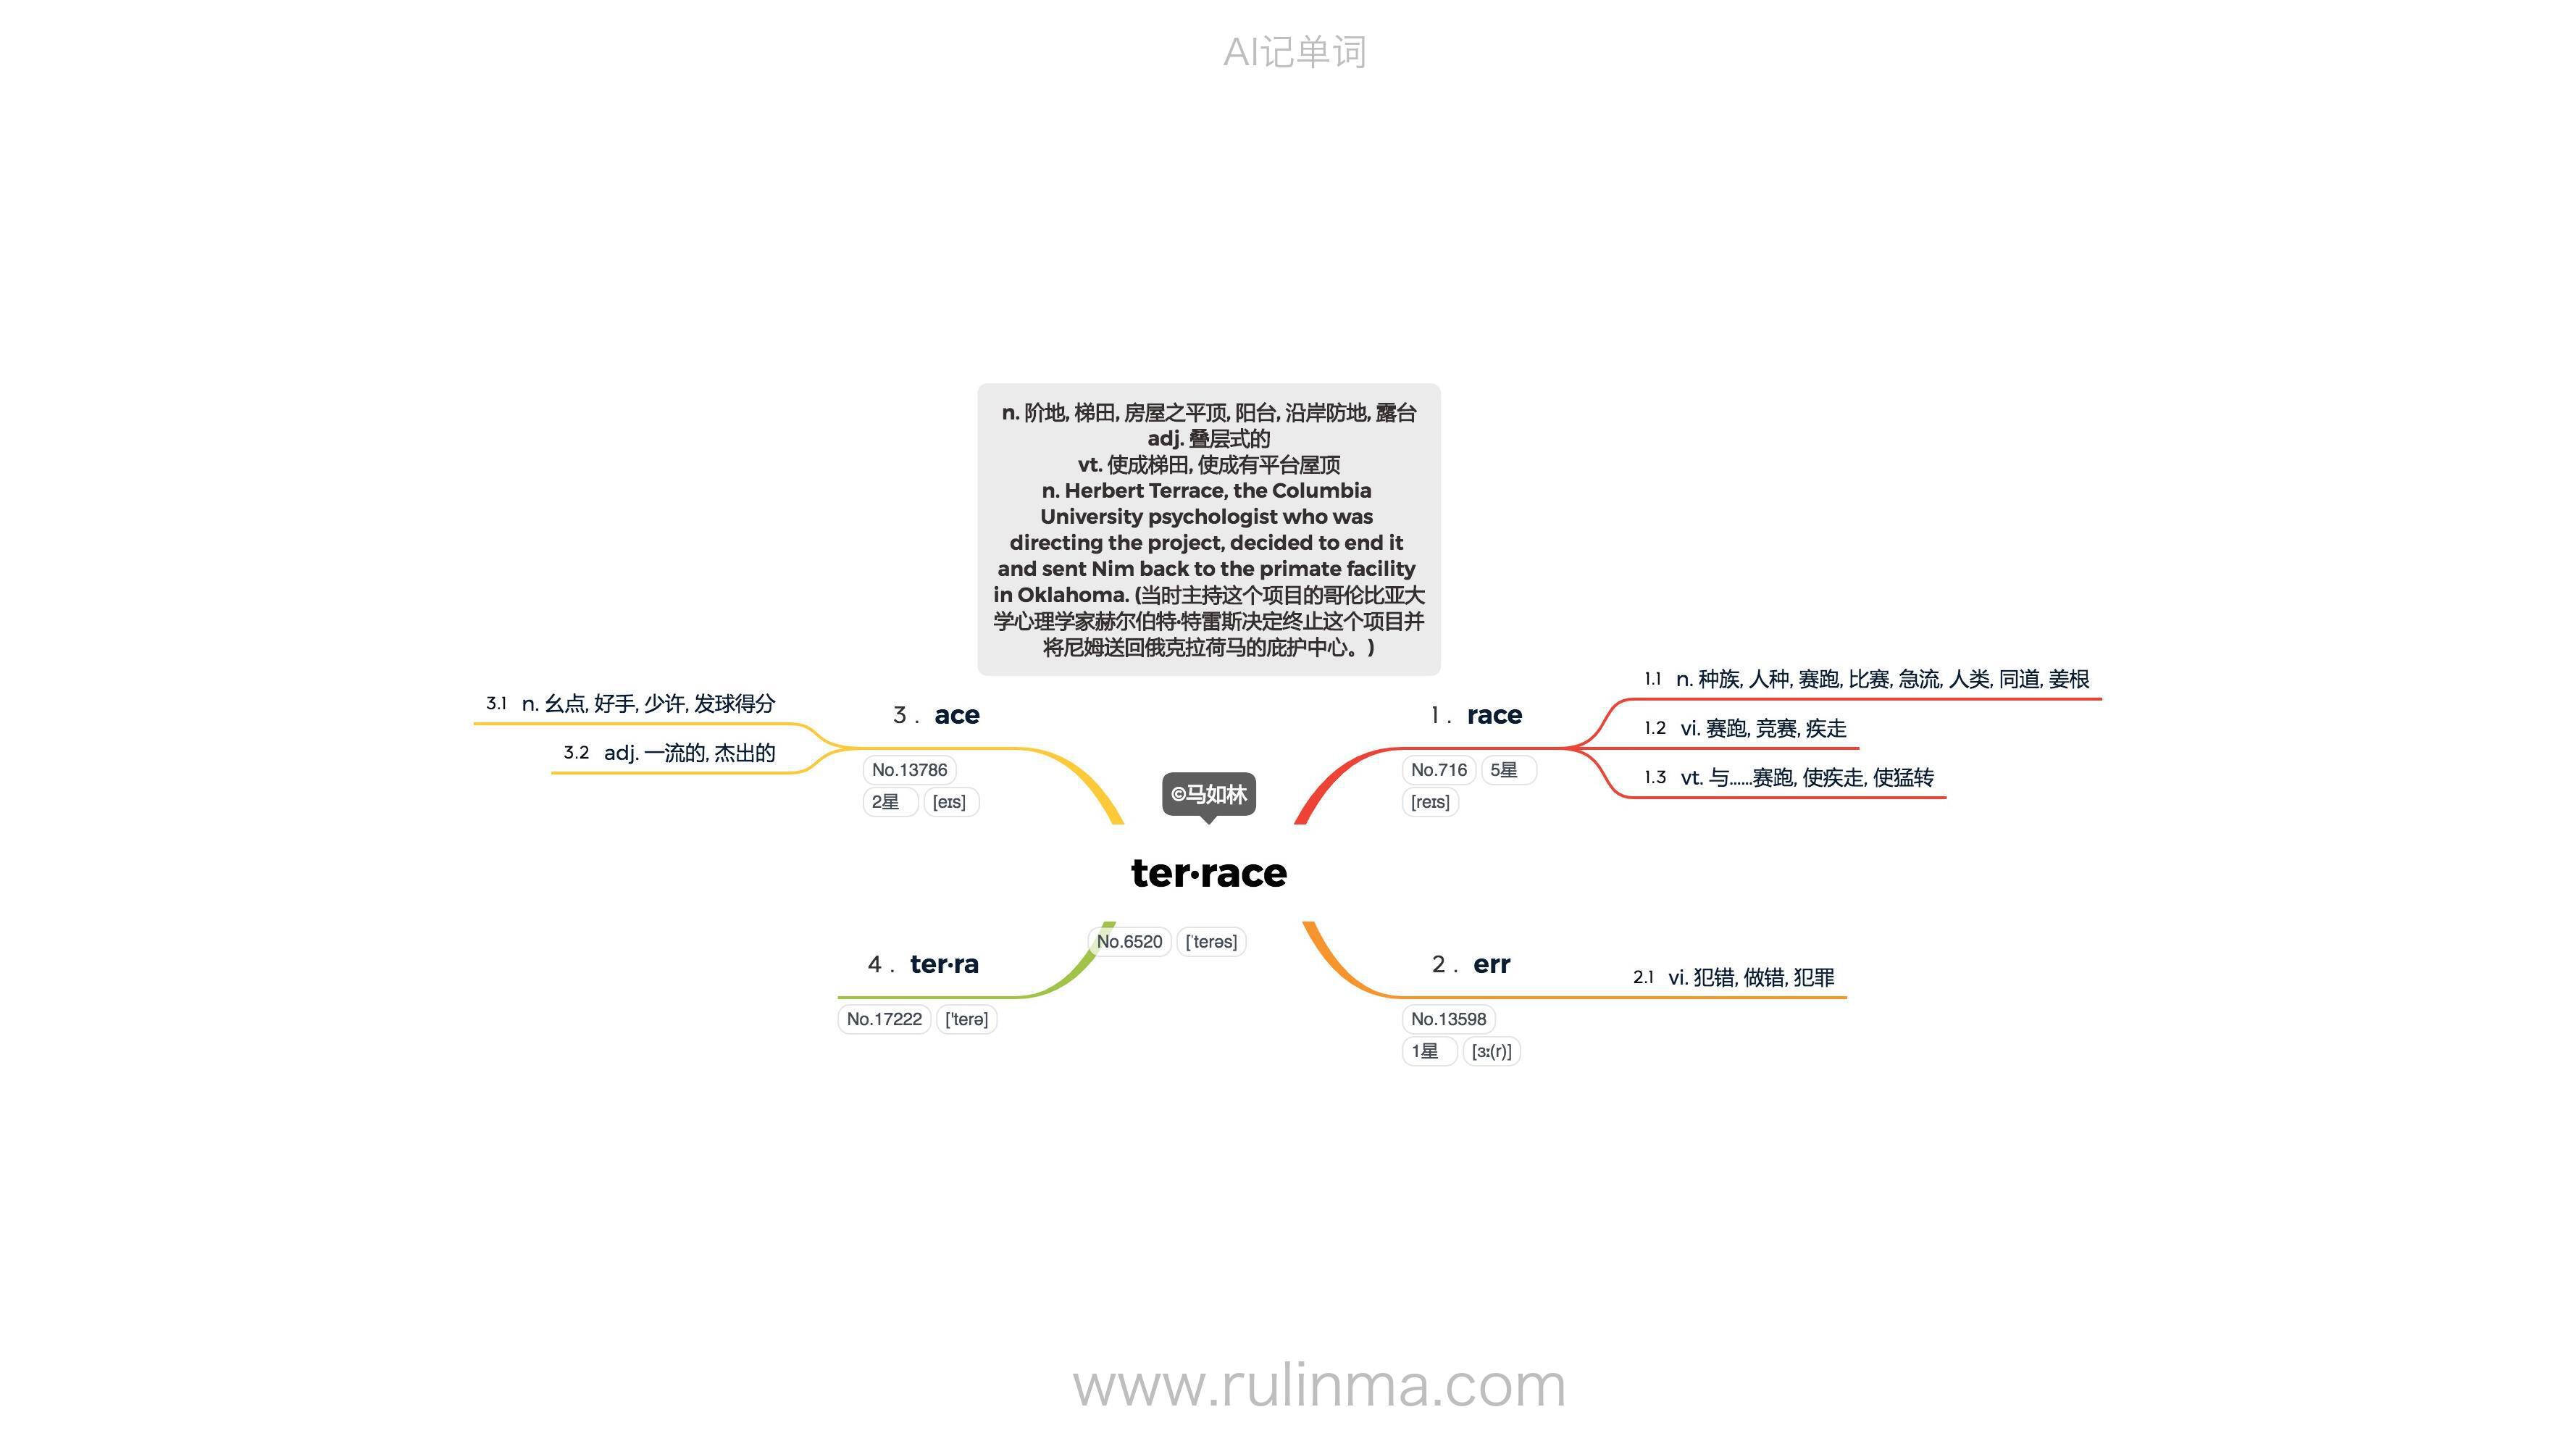 AI记单词
n. 阶地, 梯田, 房屋之平顶, 阳台, 沿岸防地, 露台
adj. 叠层式的
vt. 使成梯田, 使成有平台屋顶
n. Herbert Terrace, the Columbia
University psychologist who was
directing the project, decided to end it
and sent Nim back to the primate facility
in Oklahoma. (当时主持这个项目的哥伦比亚大
学心理学家赫尔伯特·特雷斯决定终止这个项目并
将尼姆送回俄克拉荷马的庇护中心。)
©马如林
ter·race
No.6520 [ˈterəs]
1. race
No.716 5星
[reɪs]
1.1 n. 种族, 人种, 赛跑, 比赛, 急流, 人类, 同道, 姜根
1.2 vi. 赛跑, 竞赛, 疾走
1.3 vt. 与……赛跑, 使疾走, 使猛转
2. err
No.13598
1星 [ɜː(r)]
2.1 vi. 犯错, 做错, 犯罪
3. ace
No.13786
2星 [eɪs]
3.1 n. 幺点, 好手, 少许, 发球得分
3.2 adj. 一流的, 杰出的
4. ter·ra
No.17222 ['terə]
www.rulinma.com